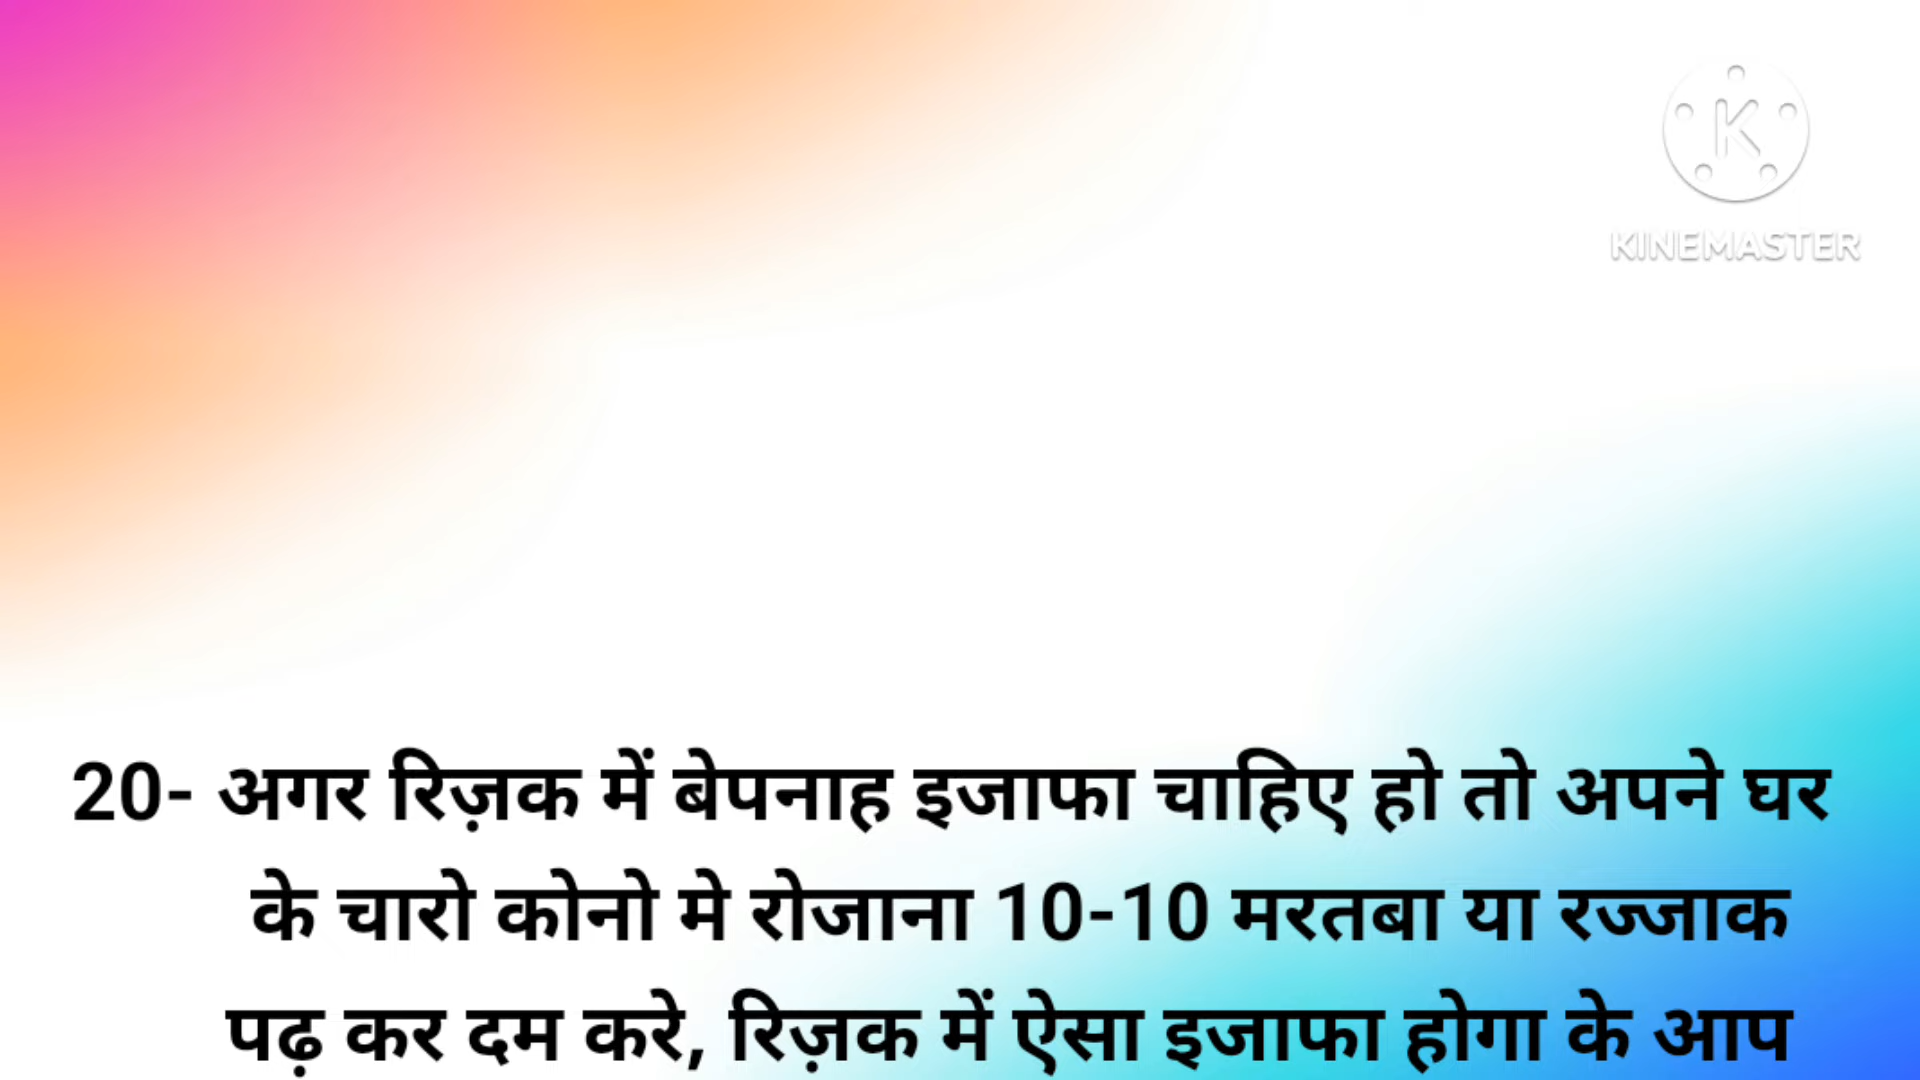 KINEMASTER
20- अगर रिज़क में बेपनाह इजाफा चाहिए हो तो अपने घर
के चारो कोनो मे रोजाना 10-10 मरतबा या रज्जाक
पढ़ कर दम करे, रिज़क में ऐसा इजाफा होगा के आप